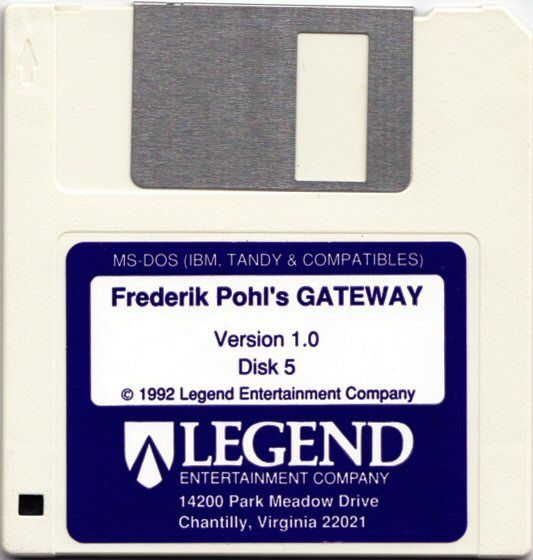 MS-DOS (IBM, TANDY & COMPATIBLES)
Frederik Pohl's GATEWAY
Version 1.0
Disk 5
© 1992 Legend Entertainment Company
LEGEND
ENTERTAINMENT COMPANY
14200 Park Meadow Drive
Chantilly, Virginia 22021